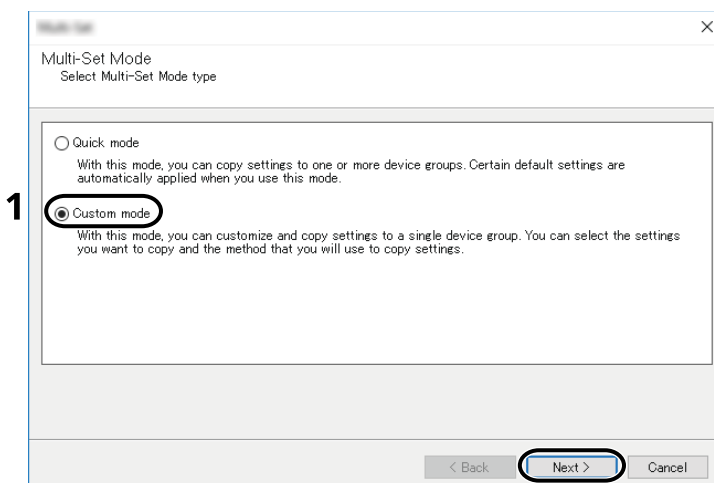 Multi-Set Mode
Select Multi-Set Mode type
Quick mode
With this mode, you can copy settings to one or more device groups. Certain default settings are
automatically applied when you use this mode.
1
Custom mode
With this mode, you can customize and copy settings to a single device group. You can select the settings
you want to copy and the method that you will use to copy settings.
< Back Next > Cancel